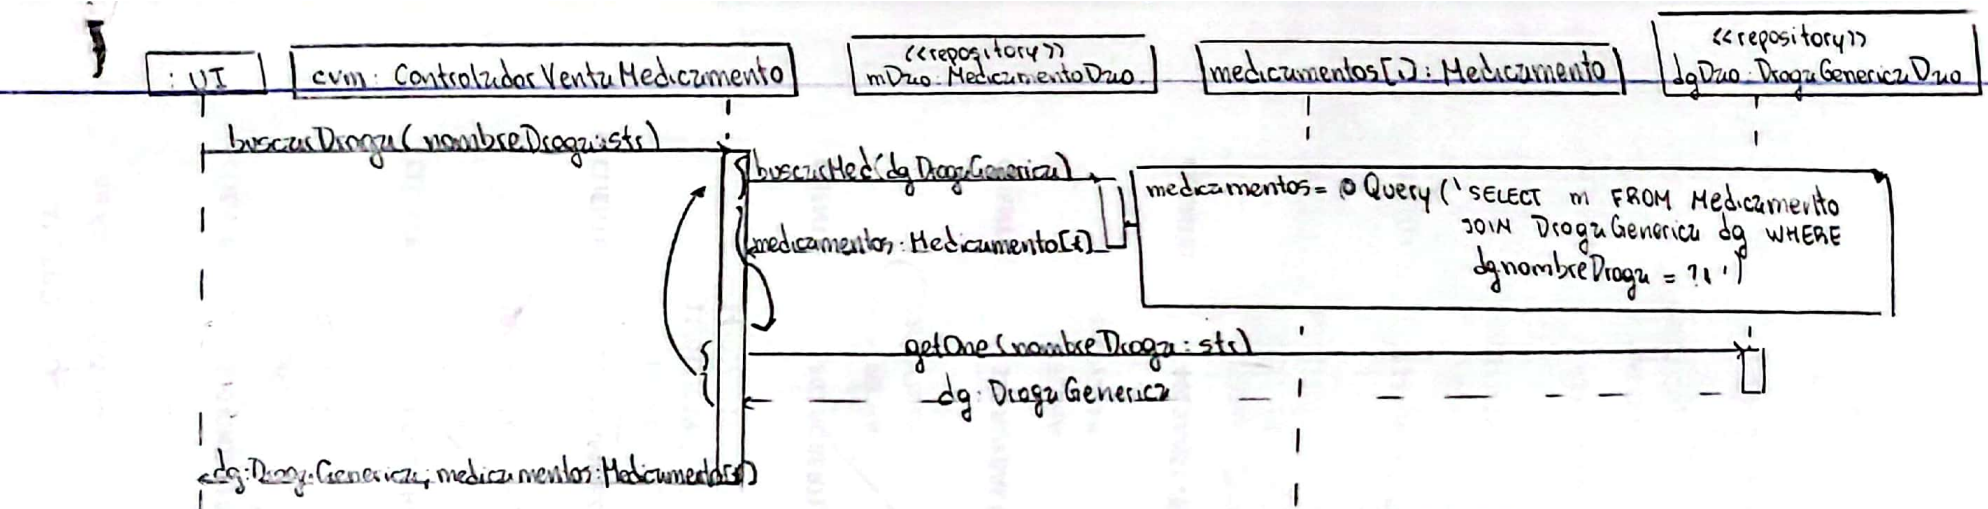 : UI
cvm: ControladorVentaMedicamento
<<repository>>
mDao: MedicamentoDao
medicamentos[.]: Medicamento
<<repository>>
dgDao: DrogaGenericaDao
buscarDroga(nombreDroga:str)
buscarMed(dg DrogaGenerica)
medicamentos= @Query('SELECT m FROM Medicamento
JOIN DrogaGenerica dg WHERE
dgnombreDroga = ?1')
medicamentos: Medicamento[*]
getOne(nombreDroga: str)
dg: DrogaGenerica
dg:DrogaGenerica, medicamentos:Medicamento[*]